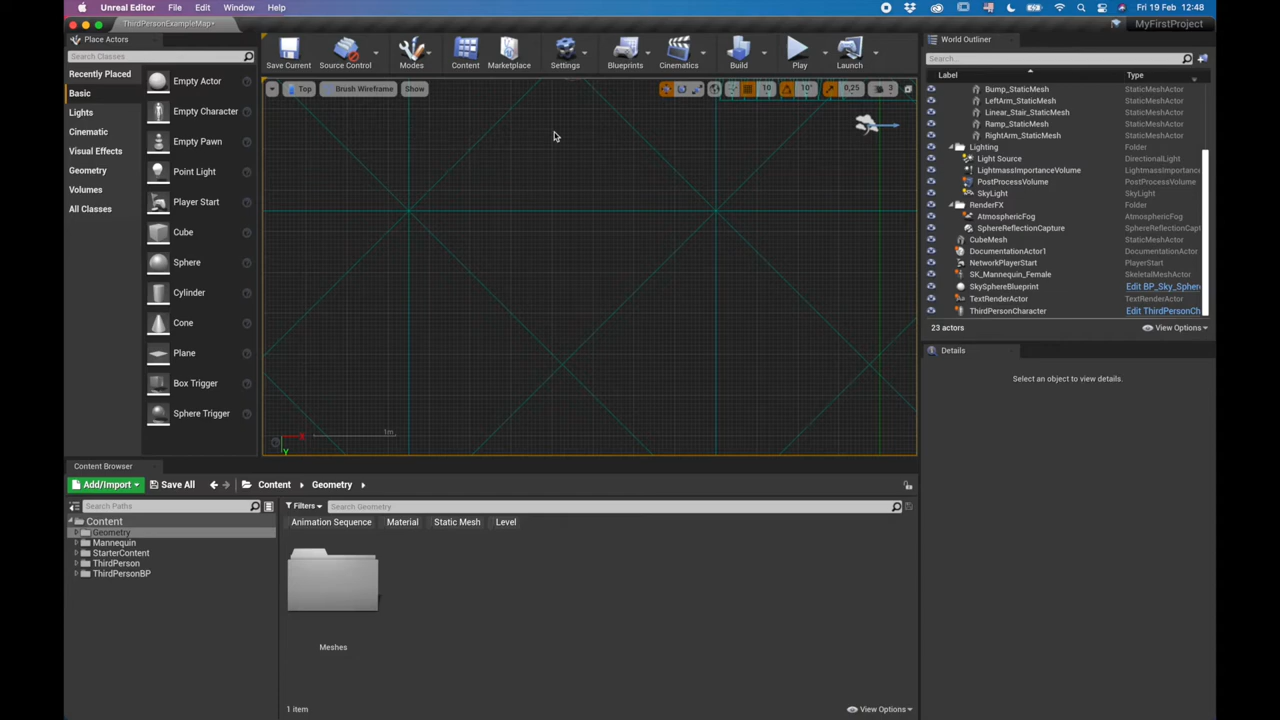 Unreal Editor File Edit Window Help
Fri 19 Feb 12:48
ThirdPersonExampleMap*
MyFirstProject
Place Actors
Search Classes
Recently Placed
Basic
Lights
Cinematic
Visual Effects
Geometry
Volumes
All Classes
Empty Actor
Empty Character
Empty Pawn
Point Light
Player Start
Cube
Sphere
Cylinder
Cone
Plane
Box Trigger
Sphere Trigger
Save Current
Source Control
Modes
Content
Marketplace
Settings
Blueprints
Cinematics
Build
Play
Launch
Top
Brush Wireframe
Show
10
10°
0,25
3
X
Y
1m
World Outliner
Search...
Label Type
Bump_StaticMesh StaticMeshActor
LeftArm_StaticMesh StaticMeshActor
Linear_Stair_StaticMesh StaticMeshActor
Ramp_StaticMesh StaticMeshActor
RightArm_StaticMesh StaticMeshActor
Lighting Folder
Light Source DirectionalLight
LightmassImportanceVolume LightmassImportance
PostProcessVolume PostProcessVolume
SkyLight SkyLight
RenderFX Folder
AtmosphericFog AtmosphericFog
SphereReflectionCapture SphereReflectionCapt
CubeMesh StaticMeshActor
DocumentationActor1 DocumentationActor
NetworkPlayerStart PlayerStart
SK_Mannequin_Female SkeletalMeshActor
SkySphereBlueprint Edit BP_Sky_Sphere
TextRenderActor TextRenderActor
ThirdPersonCharacter Edit ThirdPersonCh
23 actors
View Options
Details
Select an object to view details.
Content Browser
Add/Import
Save All
Content
Geometry
Search Paths
Content
Geometry
Mannequin
StarterContent
ThirdPerson
ThirdPersonBP
Filters
Search Geometry
Animation Sequence
Material
Static Mesh
Level
Meshes
1 item
View Options